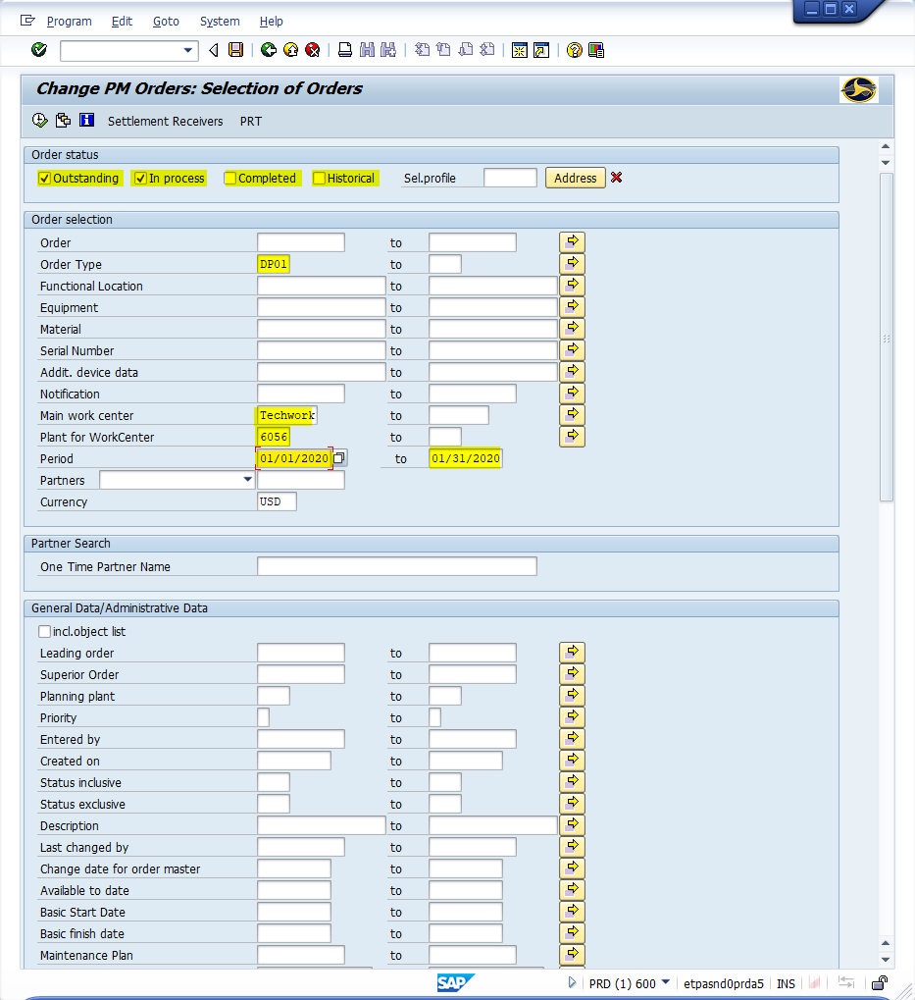 Program Edit Goto System Help
Change PM Orders: Selection of Orders
Settlement Receivers PRT
Order status
Outstanding In process Completed Historical Sel.profile Address
Order selection
Order to
Order Type DP01 to
Functional Location to
Equipment to
Material to
Serial Number to
Addit. device data to
Notification to
Main work center Techwork to
Plant for WorkCenter 6056 to
Period 01/01/2020 to 01/31/2020
Partners
Currency USD
Partner Search
One Time Partner Name
General Data/Administrative Data
incl.object list
Leading order to
Superior Order to
Planning plant to
Priority to
Entered by to
Created on to
Status inclusive to
Status exclusive to
Description to
Last changed by to
Change date for order master to
Available to date to
Basic Start Date to
Basic finish date to
Maintenance Plan to
SAP PRD (1) 600 etpasnd0prda5 INS